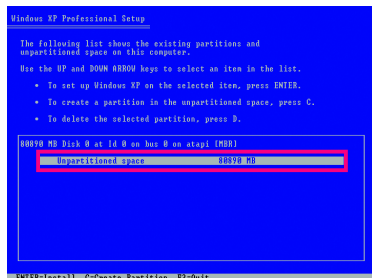 Windows XP Professional Setup
The following list shows the existing partitions and
unpartitioned space on this computer.
Use the UP and DOWN ARROW keys to select an item in the list.
• To set up Windows XP on the selected item, press ENTER.
• To create a partition in the unpartitioned space, press C.
• To delete the selected partition, press D.
80890 MB Disk 0 at Id 0 on bus 0 on atapi [MBR]
Unpartitioned space 80890 MB
ENTER=Install C=Create Partition F3=Quit